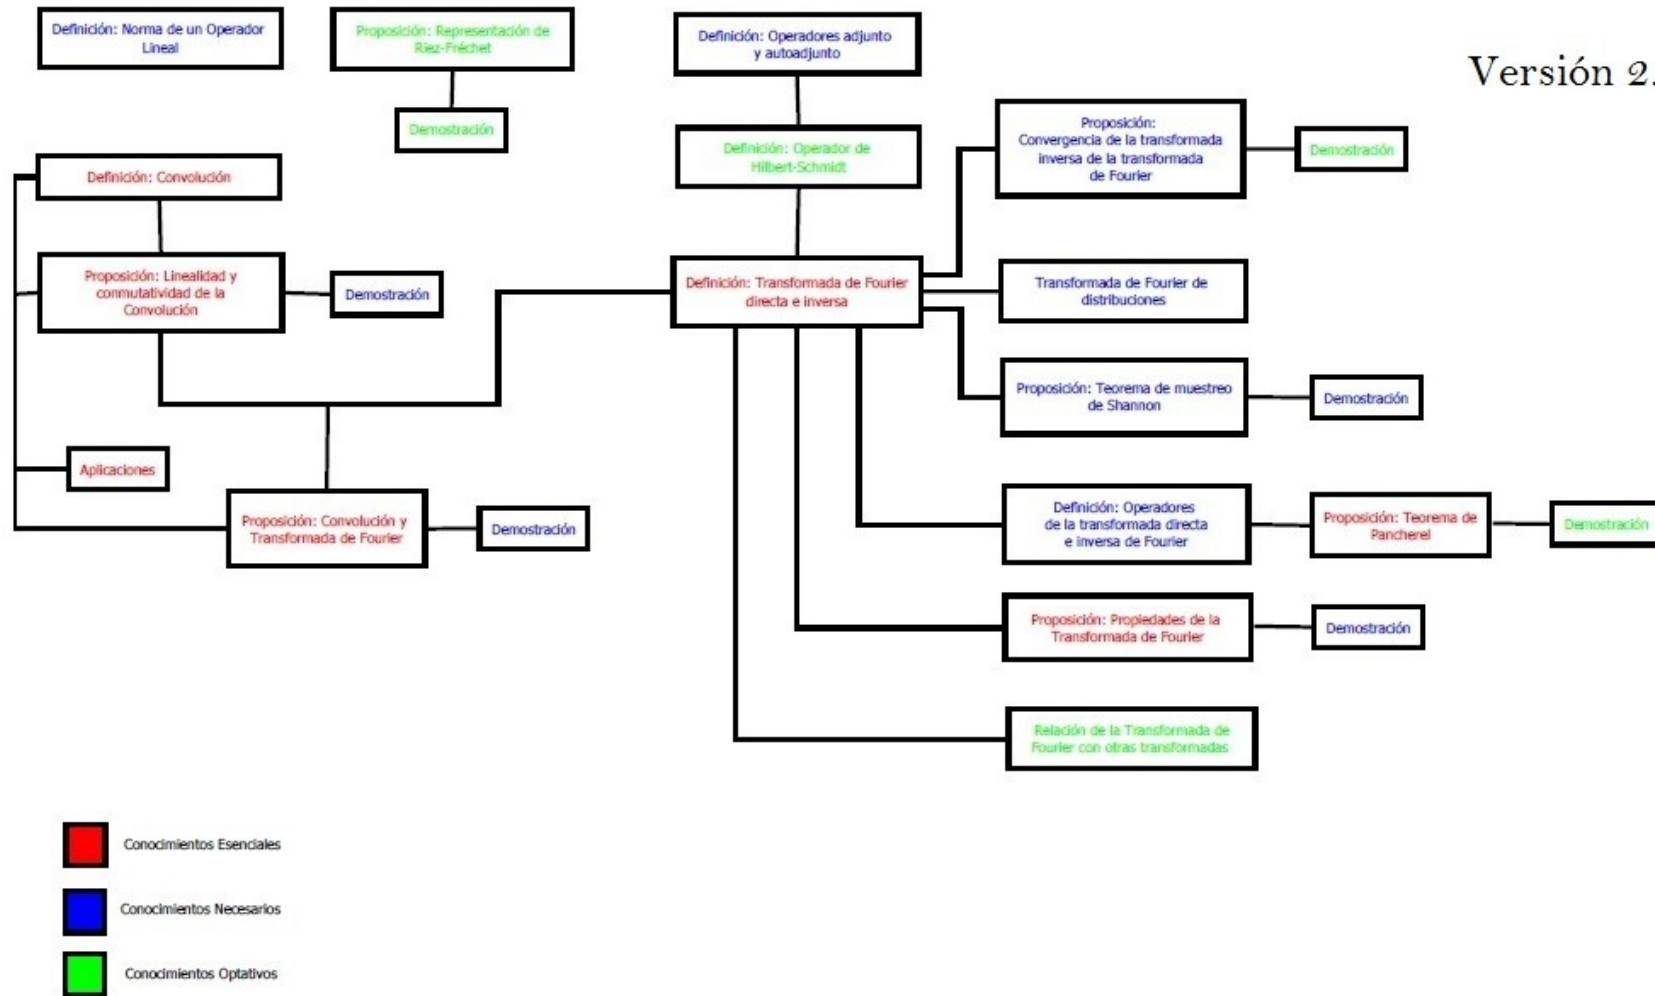 Definición: Norma de un Operador
Lineal
Proposición: Representación de
Riez-Fréchet
Demostración
Definición: Operadores adjunto
y autoadjunto
Definición: Operador de
Hilbert-Schmidt
Versión 2.
Proposición:
Convergencia de la transformada
inversa de la transformada
de Fourier
Demostración
Definición: Convolución
Proposición: Linealidad y
conmutatividad de la
Convolución
Demostración
Definición: Transformada de Fourier
directa e inversa
Transformada de Fourier de
distribuciones
Proposición: Teorema de muestreo
de Shannon
Demostración
Aplicaciones
Proposición: Convolución y
Transformada de Fourier
Demostración
Definición: Operadores
de la transformada directa
e inversa de Fourier
Proposición: Teorema de
Pancherel
Demostración
Proposición: Propiedades de la
Transformada de Fourier
Demostración
Relación de la Transformada de
Fourier con otras transformadas
Conocimientos Esenciales
Conocimientos Necesarios
Conocimientos Optativos